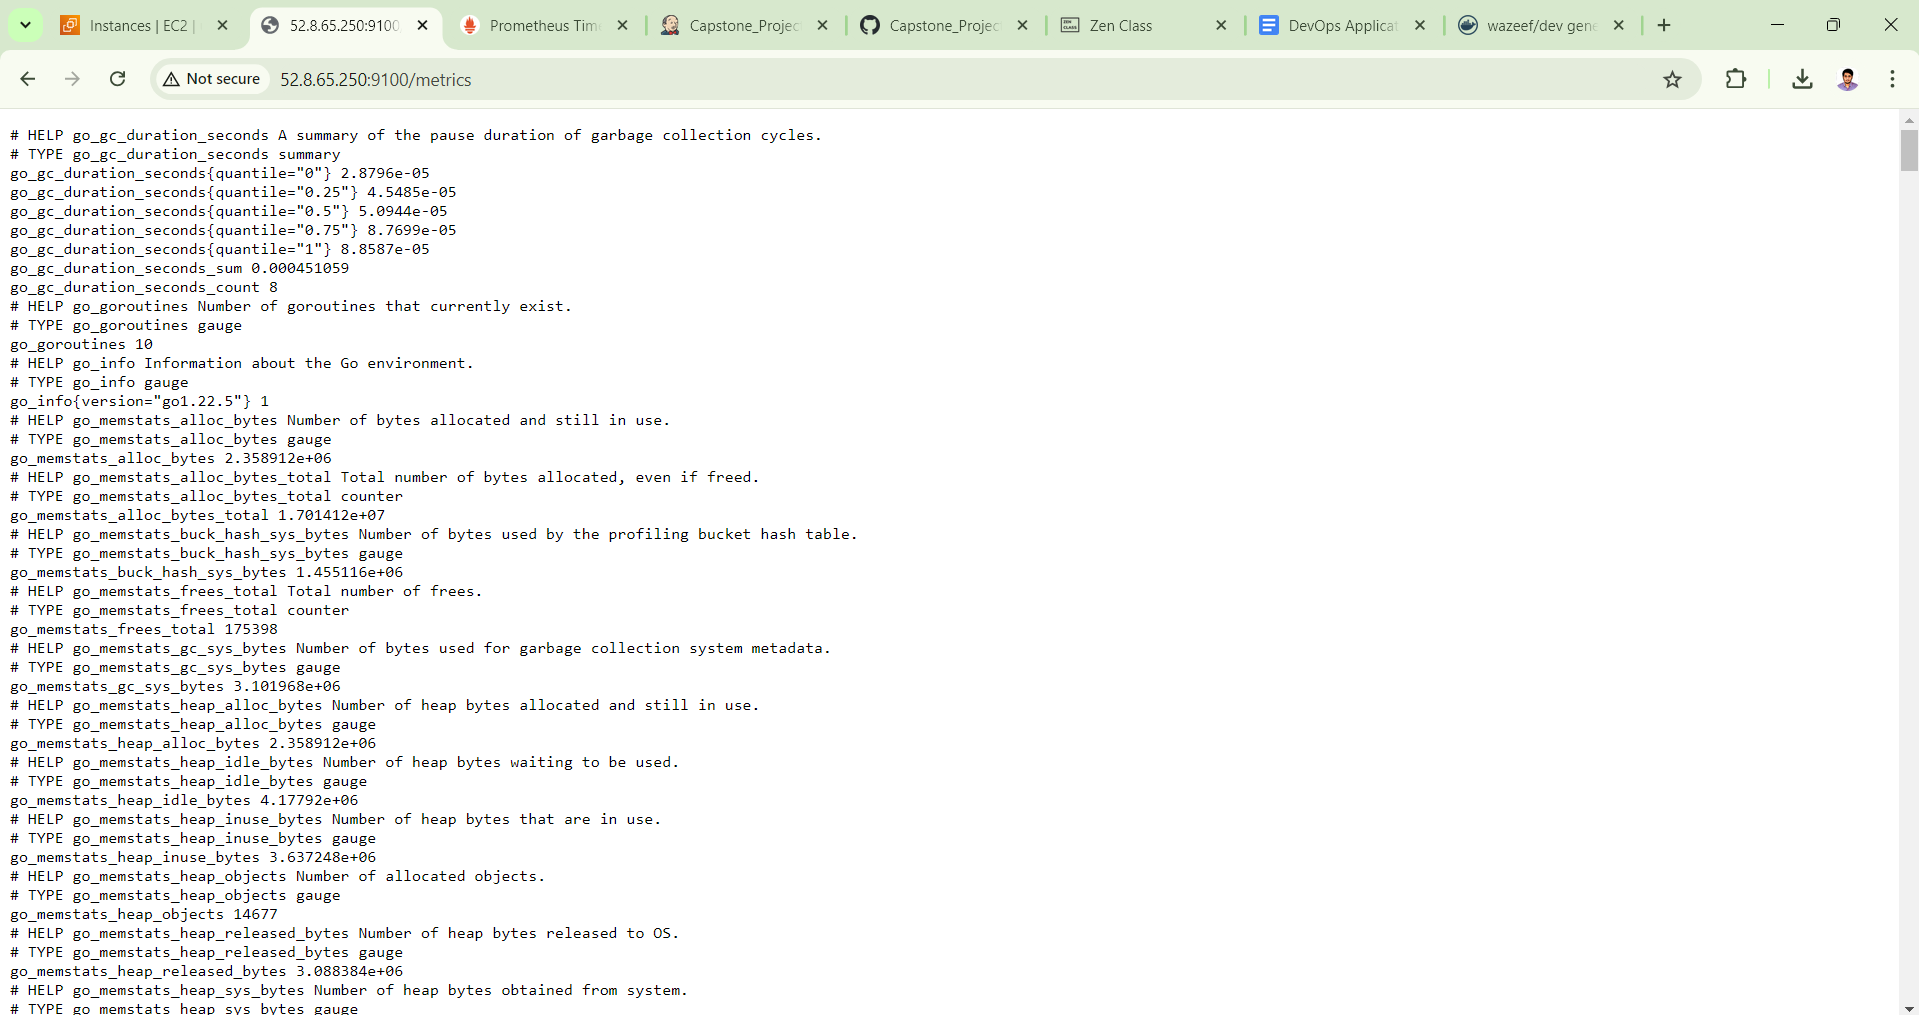 Instances | EC2 |
52.8.65.250:9100
Prometheus Time
Capstone_Projec
Capstone_Projec
Zen Class
DevOps Applicat
wazeef/dev gene
Not secure
52.8.65.250:9100/metrics
# HELP go_gc_duration_seconds A summary of the pause duration of garbage collection cycles.
# TYPE go_gc_duration_seconds summary
go_gc_duration_seconds{quantile="0"} 2.8796e-05
go_gc_duration_seconds{quantile="0.25"} 4.5485e-05
go_gc_duration_seconds{quantile="0.5"} 5.0944e-05
go_gc_duration_seconds{quantile="0.75"} 8.7699e-05
go_gc_duration_seconds{quantile="1"} 8.8587e-05
go_gc_duration_seconds_sum 0.000451059
go_gc_duration_seconds_count 8
# HELP go_goroutines Number of goroutines that currently exist.
# TYPE go_goroutines gauge
go_goroutines 10
# HELP go_info Information about the Go environment.
# TYPE go_info gauge
go_info{version="go1.22.5"} 1
# HELP go_memstats_alloc_bytes Number of bytes allocated and still in use.
# TYPE go_memstats_alloc_bytes gauge
go_memstats_alloc_bytes 2.358912e+06
# HELP go_memstats_alloc_bytes_total Total number of bytes allocated, even if freed.
# TYPE go_memstats_alloc_bytes_total counter
go_memstats_alloc_bytes_total 1.701412e+07
# HELP go_memstats_buck_hash_sys_bytes Number of bytes used by the profiling bucket hash table.
# TYPE go_memstats_buck_hash_sys_bytes gauge
go_memstats_buck_hash_sys_bytes 1.455116e+06
# HELP go_memstats_frees_total Total number of frees.
# TYPE go_memstats_frees_total counter
go_memstats_frees_total 175398
# HELP go_memstats_gc_sys_bytes Number of bytes used for garbage collection system metadata.
# TYPE go_memstats_gc_sys_bytes gauge
go_memstats_gc_sys_bytes 3.101968e+06
# HELP go_memstats_heap_alloc_bytes Number of heap bytes allocated and still in use.
# TYPE go_memstats_heap_alloc_bytes gauge
go_memstats_heap_alloc_bytes 2.358912e+06
# HELP go_memstats_heap_idle_bytes Number of heap bytes waiting to be used.
# TYPE go_memstats_heap_idle_bytes gauge
go_memstats_heap_idle_bytes 4.17792e+06
# HELP go_memstats_heap_inuse_bytes Number of heap bytes that are in use.
# TYPE go_memstats_heap_inuse_bytes gauge
go_memstats_heap_inuse_bytes 3.637248e+06
# HELP go_memstats_heap_objects Number of allocated objects.
# TYPE go_memstats_heap_objects gauge
go_memstats_heap_objects 14677
# HELP go_memstats_heap_released_bytes Number of heap bytes released to OS.
# TYPE go_memstats_heap_released_bytes gauge
go_memstats_heap_released_bytes 3.088384e+06
# HELP go_memstats_heap_sys_bytes Number of heap bytes obtained from system.
# TYPE go_memstats_heap_sys_bytes gauge